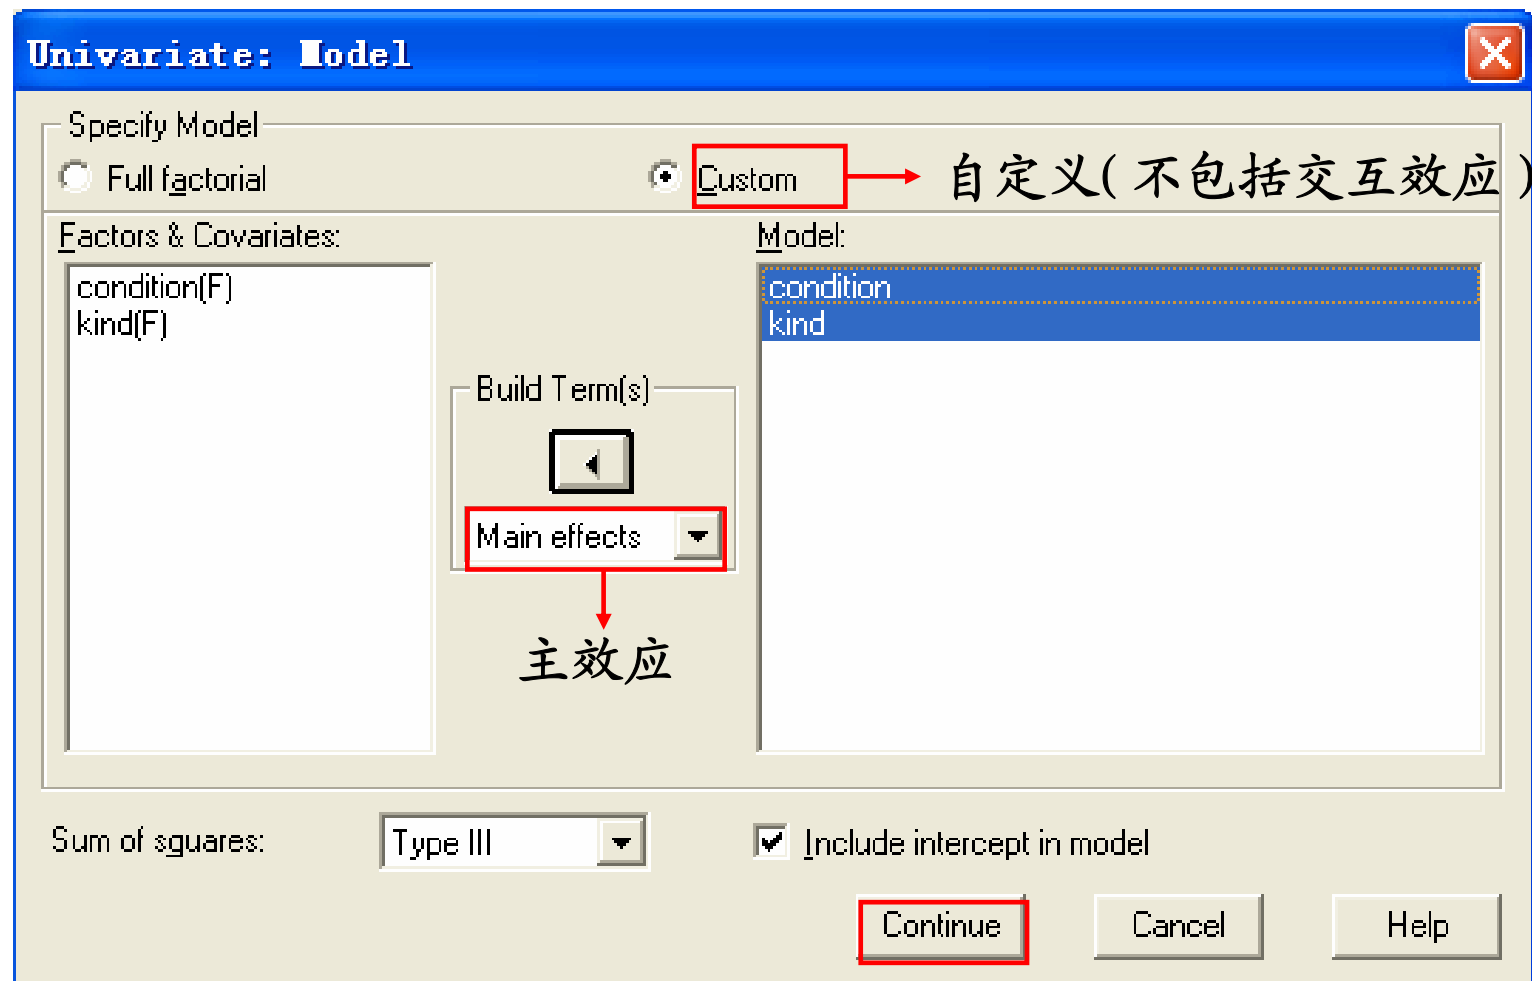 Univariate: Model
Specify Model
Full factorial
Custom
自定义(不包括交互效应)
Factors & Covariates:
Model:
condition(F)
kind(F)
condition
kind
Build Term(s)
Main effects
主效应
Sum of sguares:
Type III
Include intercept in model
Continue
Cancel
Help